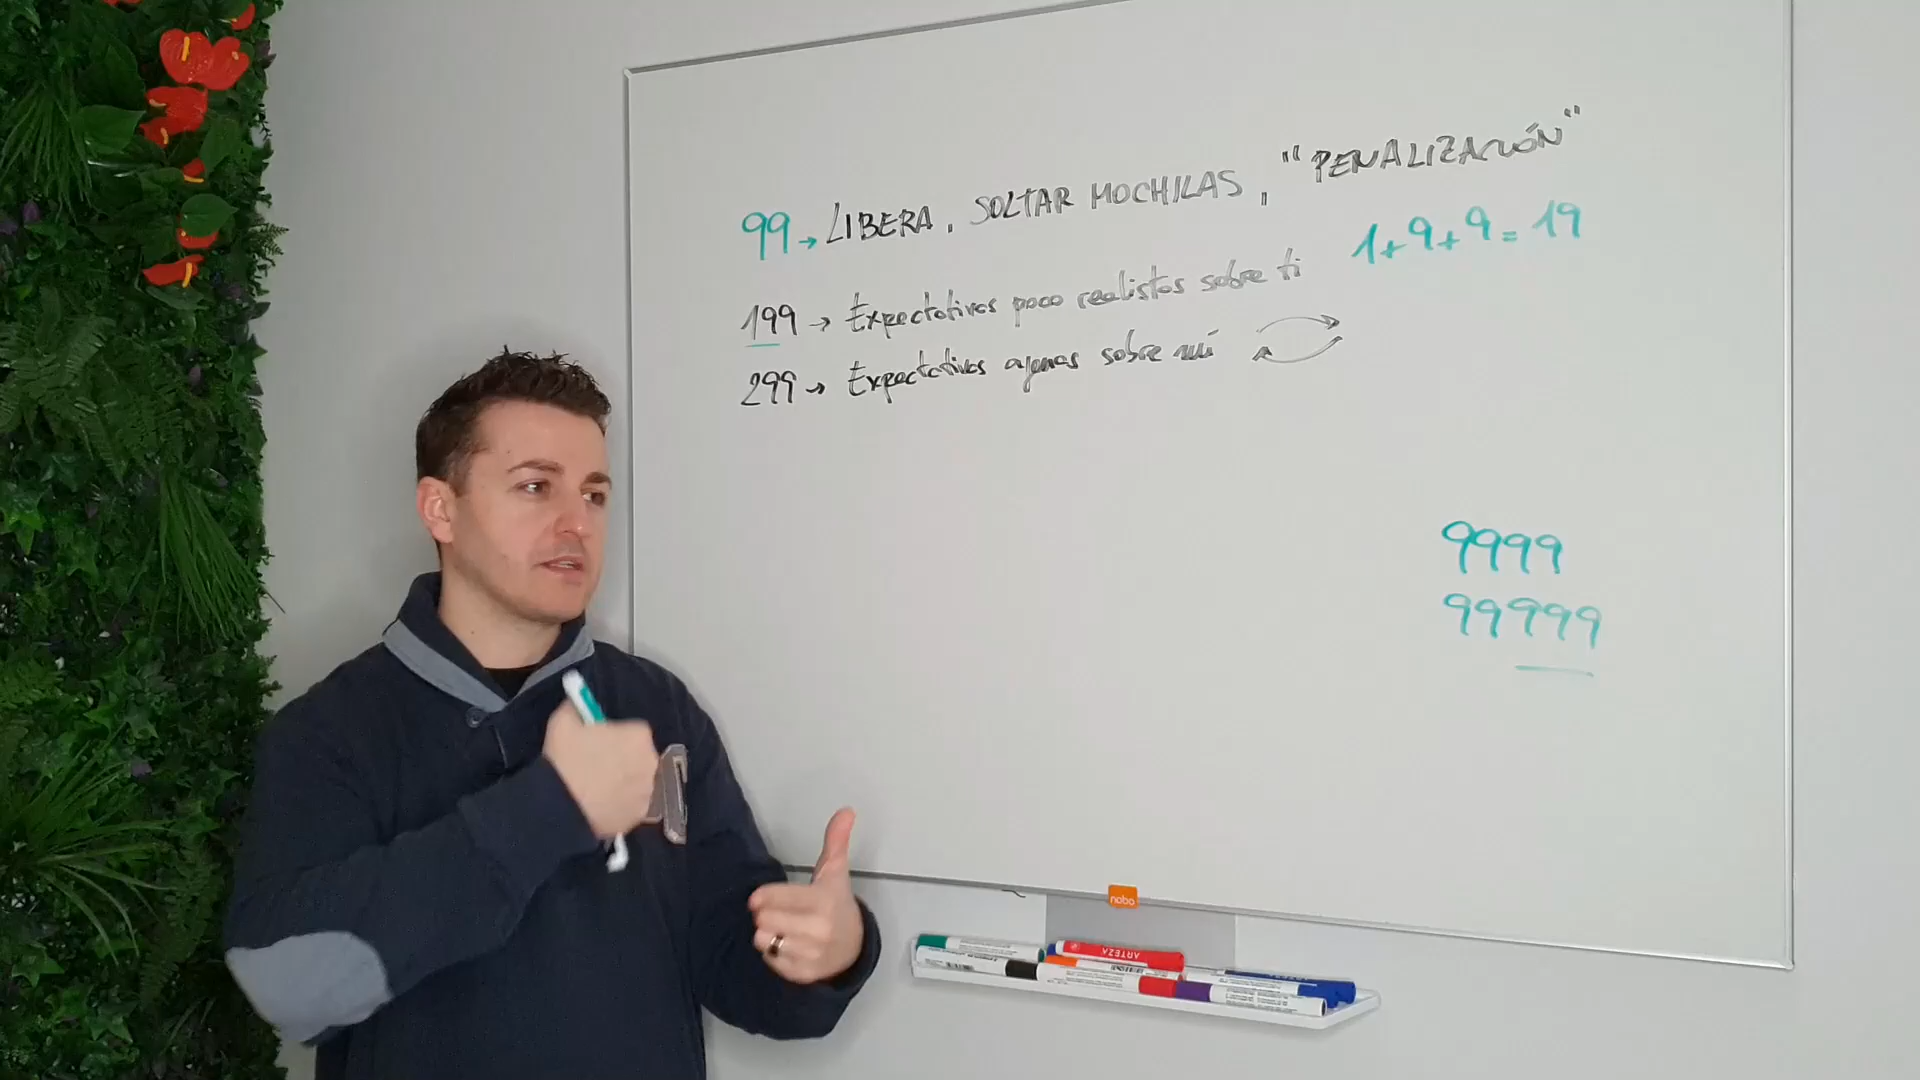 99 → LIBERA, SOLTAR MOCHILAS, "PENALIZACIÓN"
1+9+9=19
199 → Expectativas poco realistas sobre ti
299 → Expectativas ajenas sobre mí
9999
99999
nobo
ARTEZA